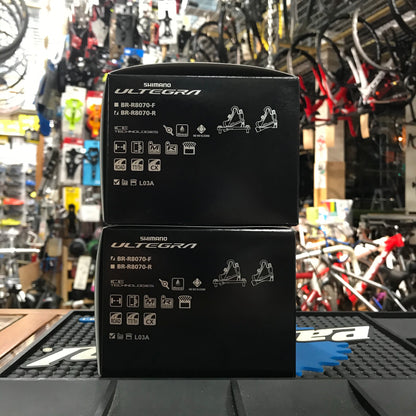 SHIMANO
ULTEGRA
BR-R8070-F
BR-R8070-R
ICE
TECHNOLOGIES
L03A
SHIMANO
ULTEGRA
BR-R8070-F
BR-R8070-R
ICE
TECHNOLOGIES
L03A